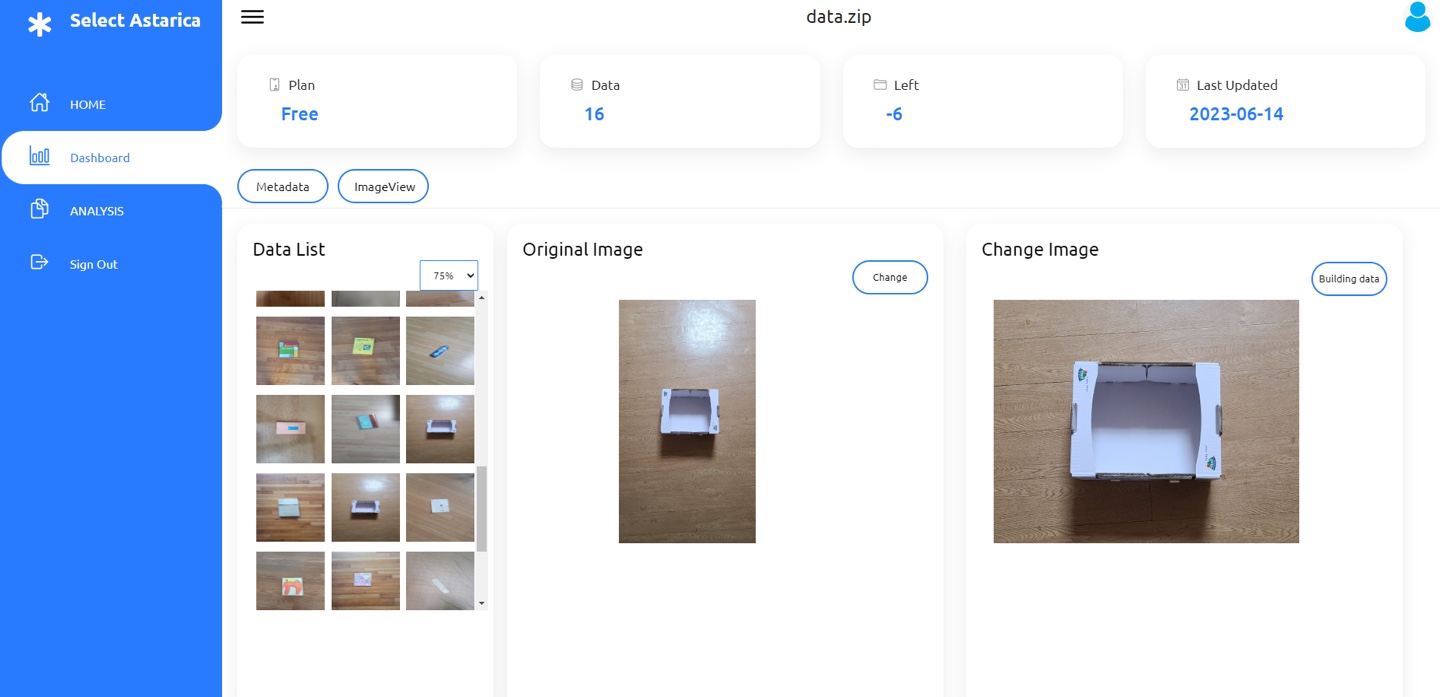 Select Astarica
data.zip
HOME
Dashboard
ANALYSIS
Sign Out
Plan
Free
Data
16
Left
-6
Last Updated
2023-06-14
Metadata
ImageView
Data List
75%
Original Image
Change
Change Image
Building data